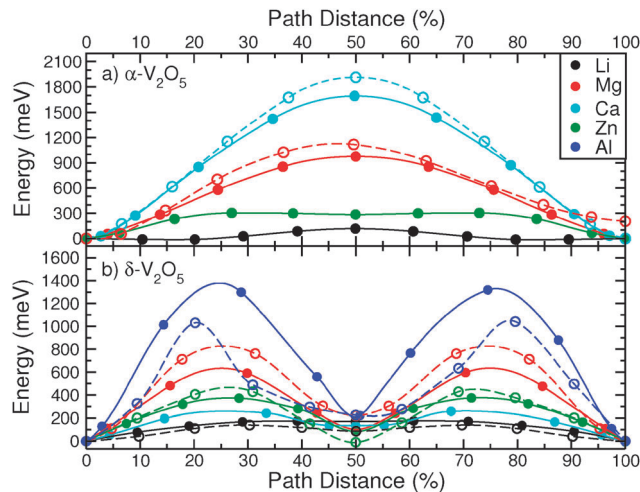 Path Distance (%)
0 10 20 30 40 50 60 70 80 90 100
Energy (meV)
2100
1800
1500
1200
900
600
300
0
a) α-V₂O₅
Li
Mg
Ca
Zn
Al
Energy (meV)
1600
1400
1200
1000
800
600
400
200
0
b) δ-V₂O₅
0 10 20 30 40 50 60 70 80 90 100
Path Distance (%)